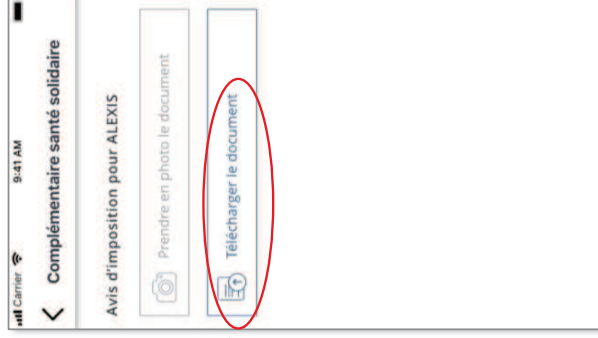 Carrier 9:41 AM
Complémentaire santé solidaire
Avis d'imposition pour ALEXIS
Prendre en photo le document
Télécharger le document